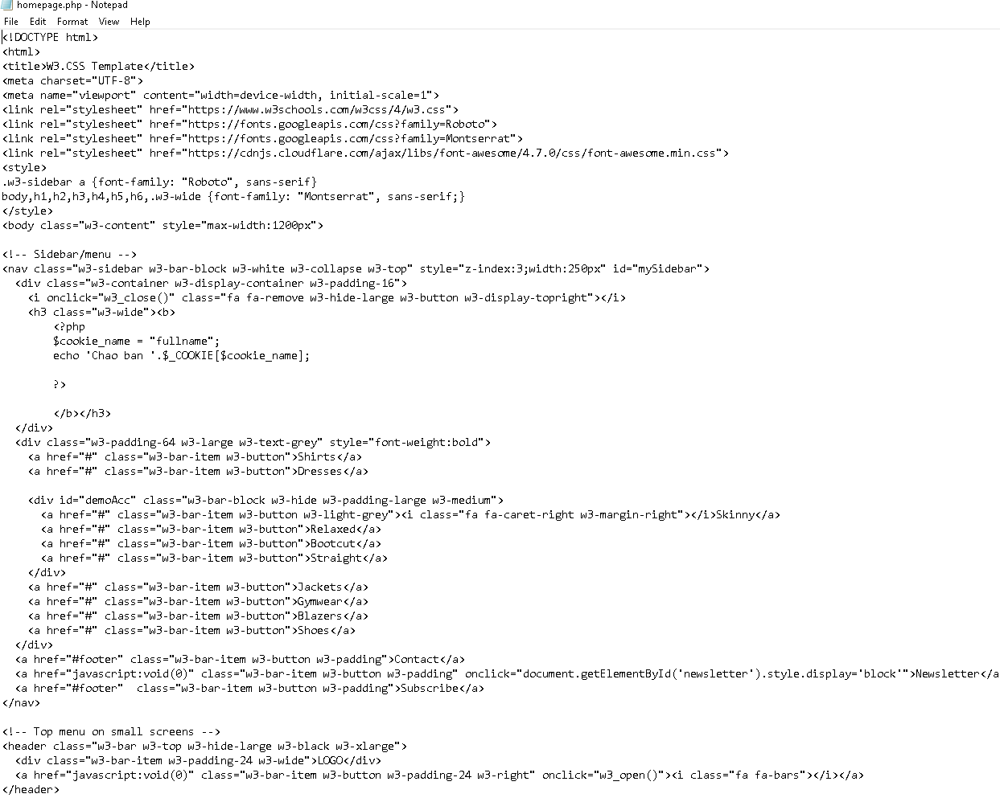 homepage.php - Notepad
File Edit Format View Help
<!DOCTYPE html>
<html>
<title>W3.CSS Template</title>
<meta charset="UTF-8">
<meta name="viewport" content="width=device-width, initial-scale=1">
<link rel="stylesheet" href="https://www.w3schools.com/w3css/4/w3.css">
<link rel="stylesheet" href="https://fonts.googleapis.com/css?family=Roboto">
<link rel="stylesheet" href="https://fonts.googleapis.com/css?family=Montserrat">
<link rel="stylesheet" href="https://cdnjs.cloudflare.com/ajax/libs/font-awesome/4.7.0/css/font-awesome.min.css">
<style>
.w3-sidebar a {font-family: "Roboto", sans-serif}
body,h1,h2,h3,h4,h5,h6,.w3-wide {font-family: "Montserrat", sans-serif;}
</style>
<body class="w3-content" style="max-width:1200px">

<!-- Sidebar/menu -->
<nav class="w3-sidebar w3-bar-block w3-white w3-collapse w3-top" style="z-index:3;width:250px" id="mySidebar">
  <div class="w3-container w3-display-container w3-padding-16">
    <i onclick="w3_close()" class="fa fa-remove w3-hide-large w3-button w3-display-topright"></i>
    <h3 class="w3-wide"><b>
        <?php
        $cookie_name = "fullname";
        echo 'Chao ban '.$_COOKIE[$cookie_name];

        ?>

        </b></h3>
  </div>
  <div class="w3-padding-64 w3-large w3-text-grey" style="font-weight:bold">
    <a href="#" class="w3-bar-item w3-button">Shirts</a>
    <a href="#" class="w3-bar-item w3-button">Dresses</a>

    <div id="demoAcc" class="w3-bar-block w3-hide w3-padding-large w3-medium">
      <a href="#" class="w3-bar-item w3-button w3-light-grey"><i class="fa fa-caret-right w3-margin-right"></i>Skinny</a>
      <a href="#" class="w3-bar-item w3-button">Relaxed</a>
      <a href="#" class="w3-bar-item w3-button">Bootcut</a>
      <a href="#" class="w3-bar-item w3-button">Straight</a>
    </div>
    <a href="#" class="w3-bar-item w3-button">Jackets</a>
    <a href="#" class="w3-bar-item w3-button">Gymwear</a>
    <a href="#" class="w3-bar-item w3-button">Blazers</a>
    <a href="#" class="w3-bar-item w3-button">Shoes</a>
  </div>
  <a href="#footer" class="w3-bar-item w3-button w3-padding">Contact</a>
  <a href="javascript:void(0)" class="w3-bar-item w3-button w3-padding" onclick="document.getElementById('newsletter').style.display='block'">Newsletter</a
  <a href="#footer"  class="w3-bar-item w3-button w3-padding">Subscribe</a>
</nav>

<!-- Top menu on small screens -->
<header class="w3-bar w3-top w3-hide-large w3-black w3-xlarge">
  <div class="w3-bar-item w3-padding-24 w3-wide">LOGO</div>
  <a href="javascript:void(0)" class="w3-bar-item w3-button w3-padding-24 w3-right" onclick="w3_open()"><i class="fa fa-bars"></i></a>
</header>